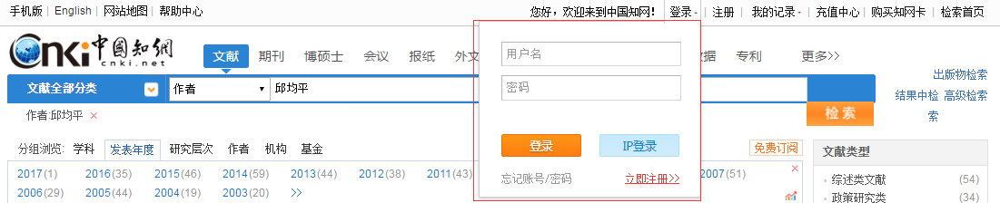 手机版 | English | 网站地图 | 帮助中心
您好，欢迎来到中国知网！ 登录 | 注册 | 我的记录 | 充值中心 | 购买知网卡 | 检索首页
Cnki中国知網
cnki.net
文献 期刊 博硕士 会议 报纸 外文 据 专利 更多>>
用户名
密码
登录 IP登录
忘记账号/密码 立即注册>>
文献全部分类 作者 邱均平
检 索
出版物检索
结果中检 高级检索
索
作者:邱均平 ×
分组浏览: 学科 发表年度 研究层次 作者 机构 基金 免费订阅
2017(1) 2016(35) 2015(46) 2014(59) 2013(44) 2012(38) 2011(43) 2007(51) ×
2006(29) 2005(44) 2004(19) 2003(20) >>
文献类型
综述类文献 (54)
政策研究类 (4)